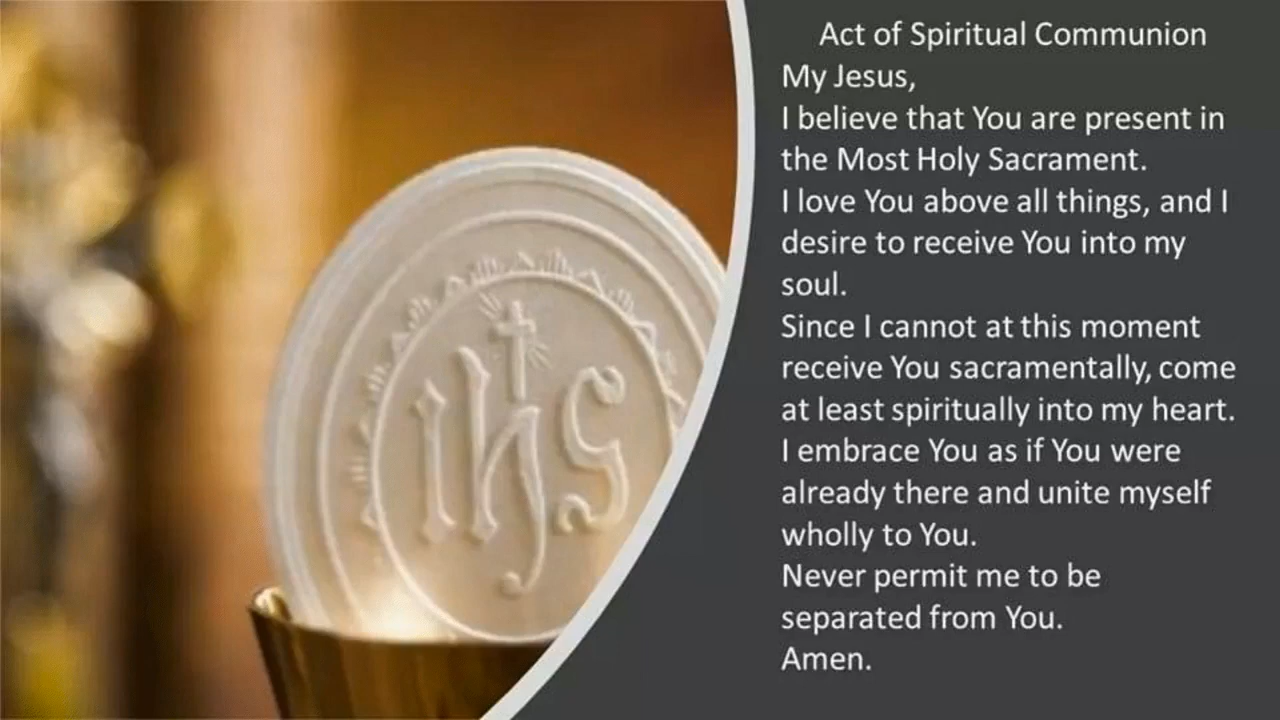 ihs
Act of Spiritual Communion
My Jesus,
I believe that You are present in
the Most Holy Sacrament.
I love You above all things, and I
desire to receive You into my
soul.
Since I cannot at this moment
receive You sacramentally, come
at least spiritually into my heart.
I embrace You as if You were
already there and unite myself
wholly to You.
Never permit me to be
separated from You.
Amen.